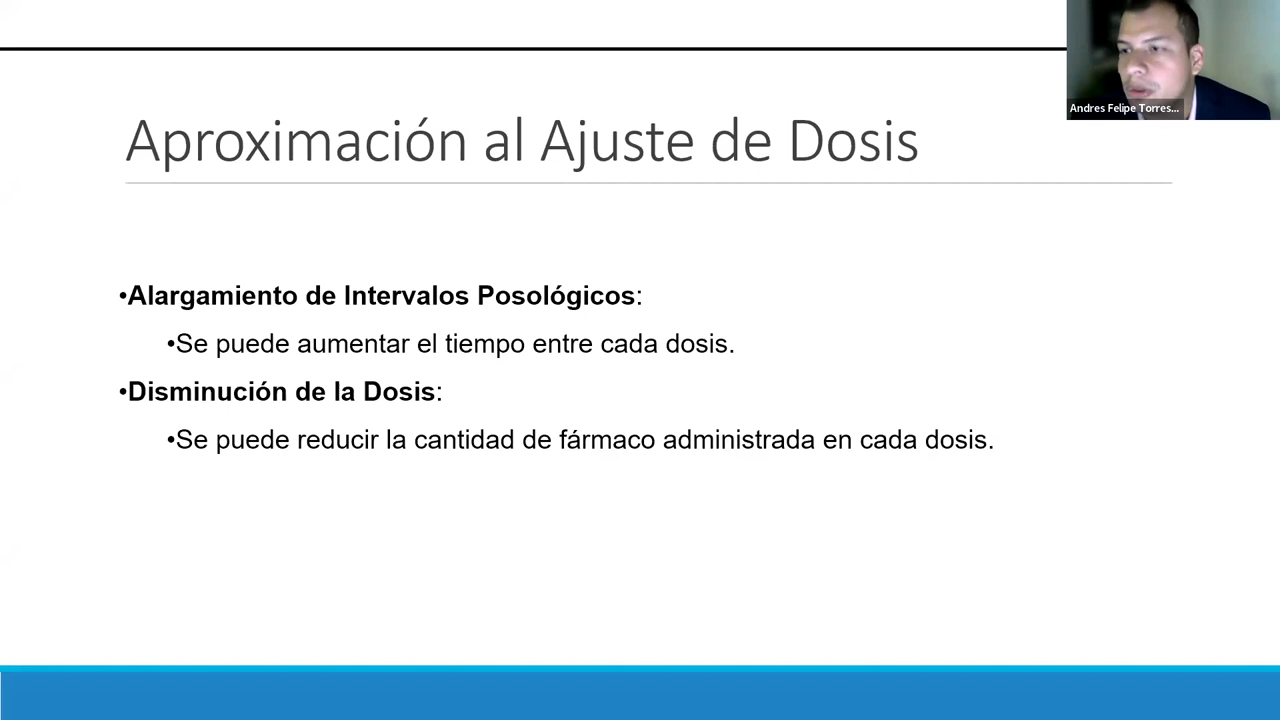 Andres Felipe Torres...
Aproximación al Ajuste de Dosis
•Alargamiento de Intervalos Posológicos:
•Se puede aumentar el tiempo entre cada dosis.
•Disminución de la Dosis:
•Se puede reducir la cantidad de fármaco administrada en cada dosis.